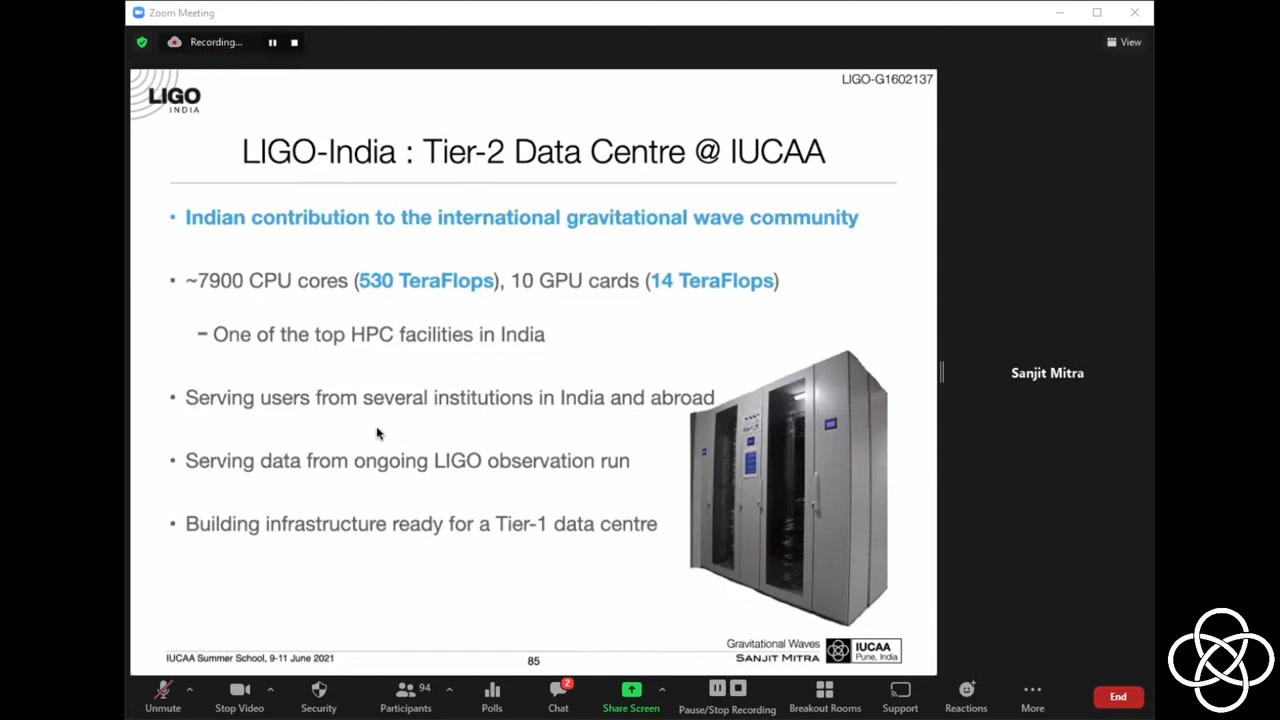 Zoom Meeting
Recording...
View
LIGO-G1602137
LIGO
INDIA
LIGO-India : Tier-2 Data Centre @ IUCAA
• Indian contribution to the international gravitational wave community
• ~7900 CPU cores (530 TeraFlops), 10 GPU cards (14 TeraFlops)
– One of the top HPC facilities in India
• Serving users from several institutions in India and abroad
• Serving data from ongoing LIGO observation run
• Building infrastructure ready for a Tier-1 data centre
Sanjit Mitra
IUCAA Summer School, 9-11 June 2021
85
Gravitational Waves
SANJIT MITRA
IUCAA
Pune, India
Unmute
Stop Video
Security
94
Participants
Polls
2
Chat
Share Screen
Pause/Stop Recording
Breakout Rooms
Support
Reactions
More
End